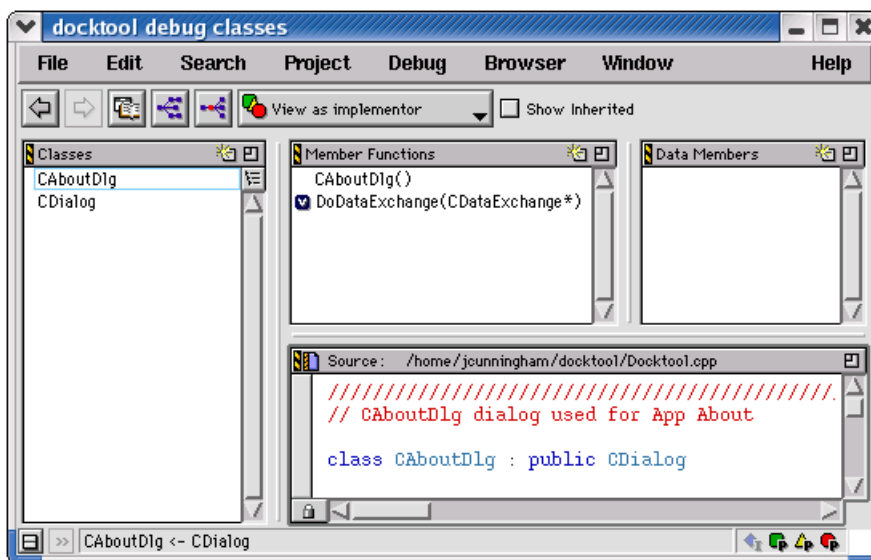 docktool debug classes
File Edit Search Project Debug Browser Window Help
View as implementor Show Inherited
Classes
CAboutDlg
CDialog
Member Functions
CAboutDlg()
DoDataExchange(CDataExchange*)
Data Members
Source: /home/jcunningham/docktool/Docktool.cpp
/////////////////////////////////////////////.
// CAboutDlg dialog used for App About
class CAboutDlg : public CDialog
>> CAboutDlg <- CDialog